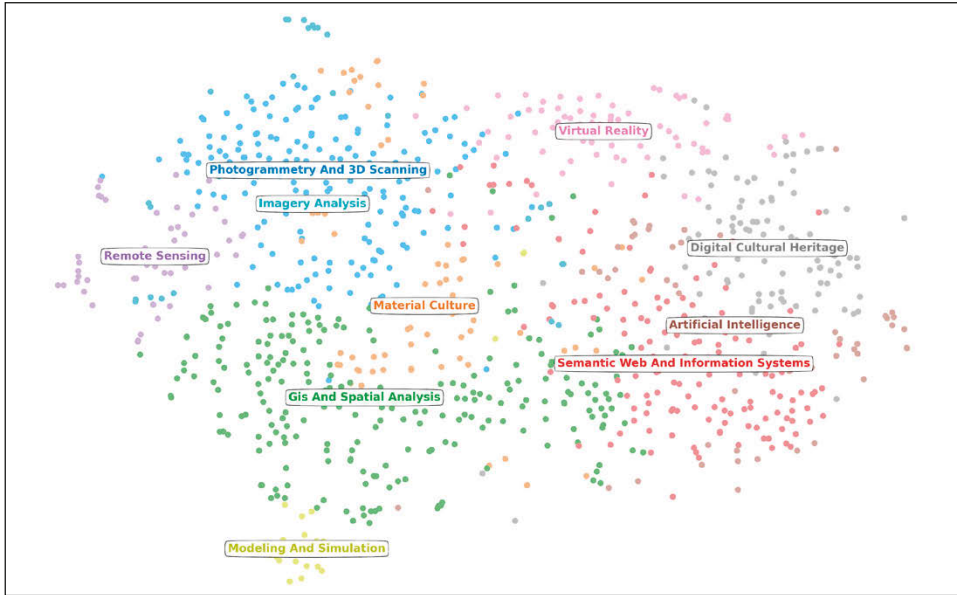 Virtual Reality
Photogrammetry And 3D Scanning
Imagery Analysis
Digital Cultural Heritage
Remote Sensing
Material Culture
Artificial Intelligence
Semantic Web And Information Systems
Gis And Spatial Analysis
Modeling And Simulation